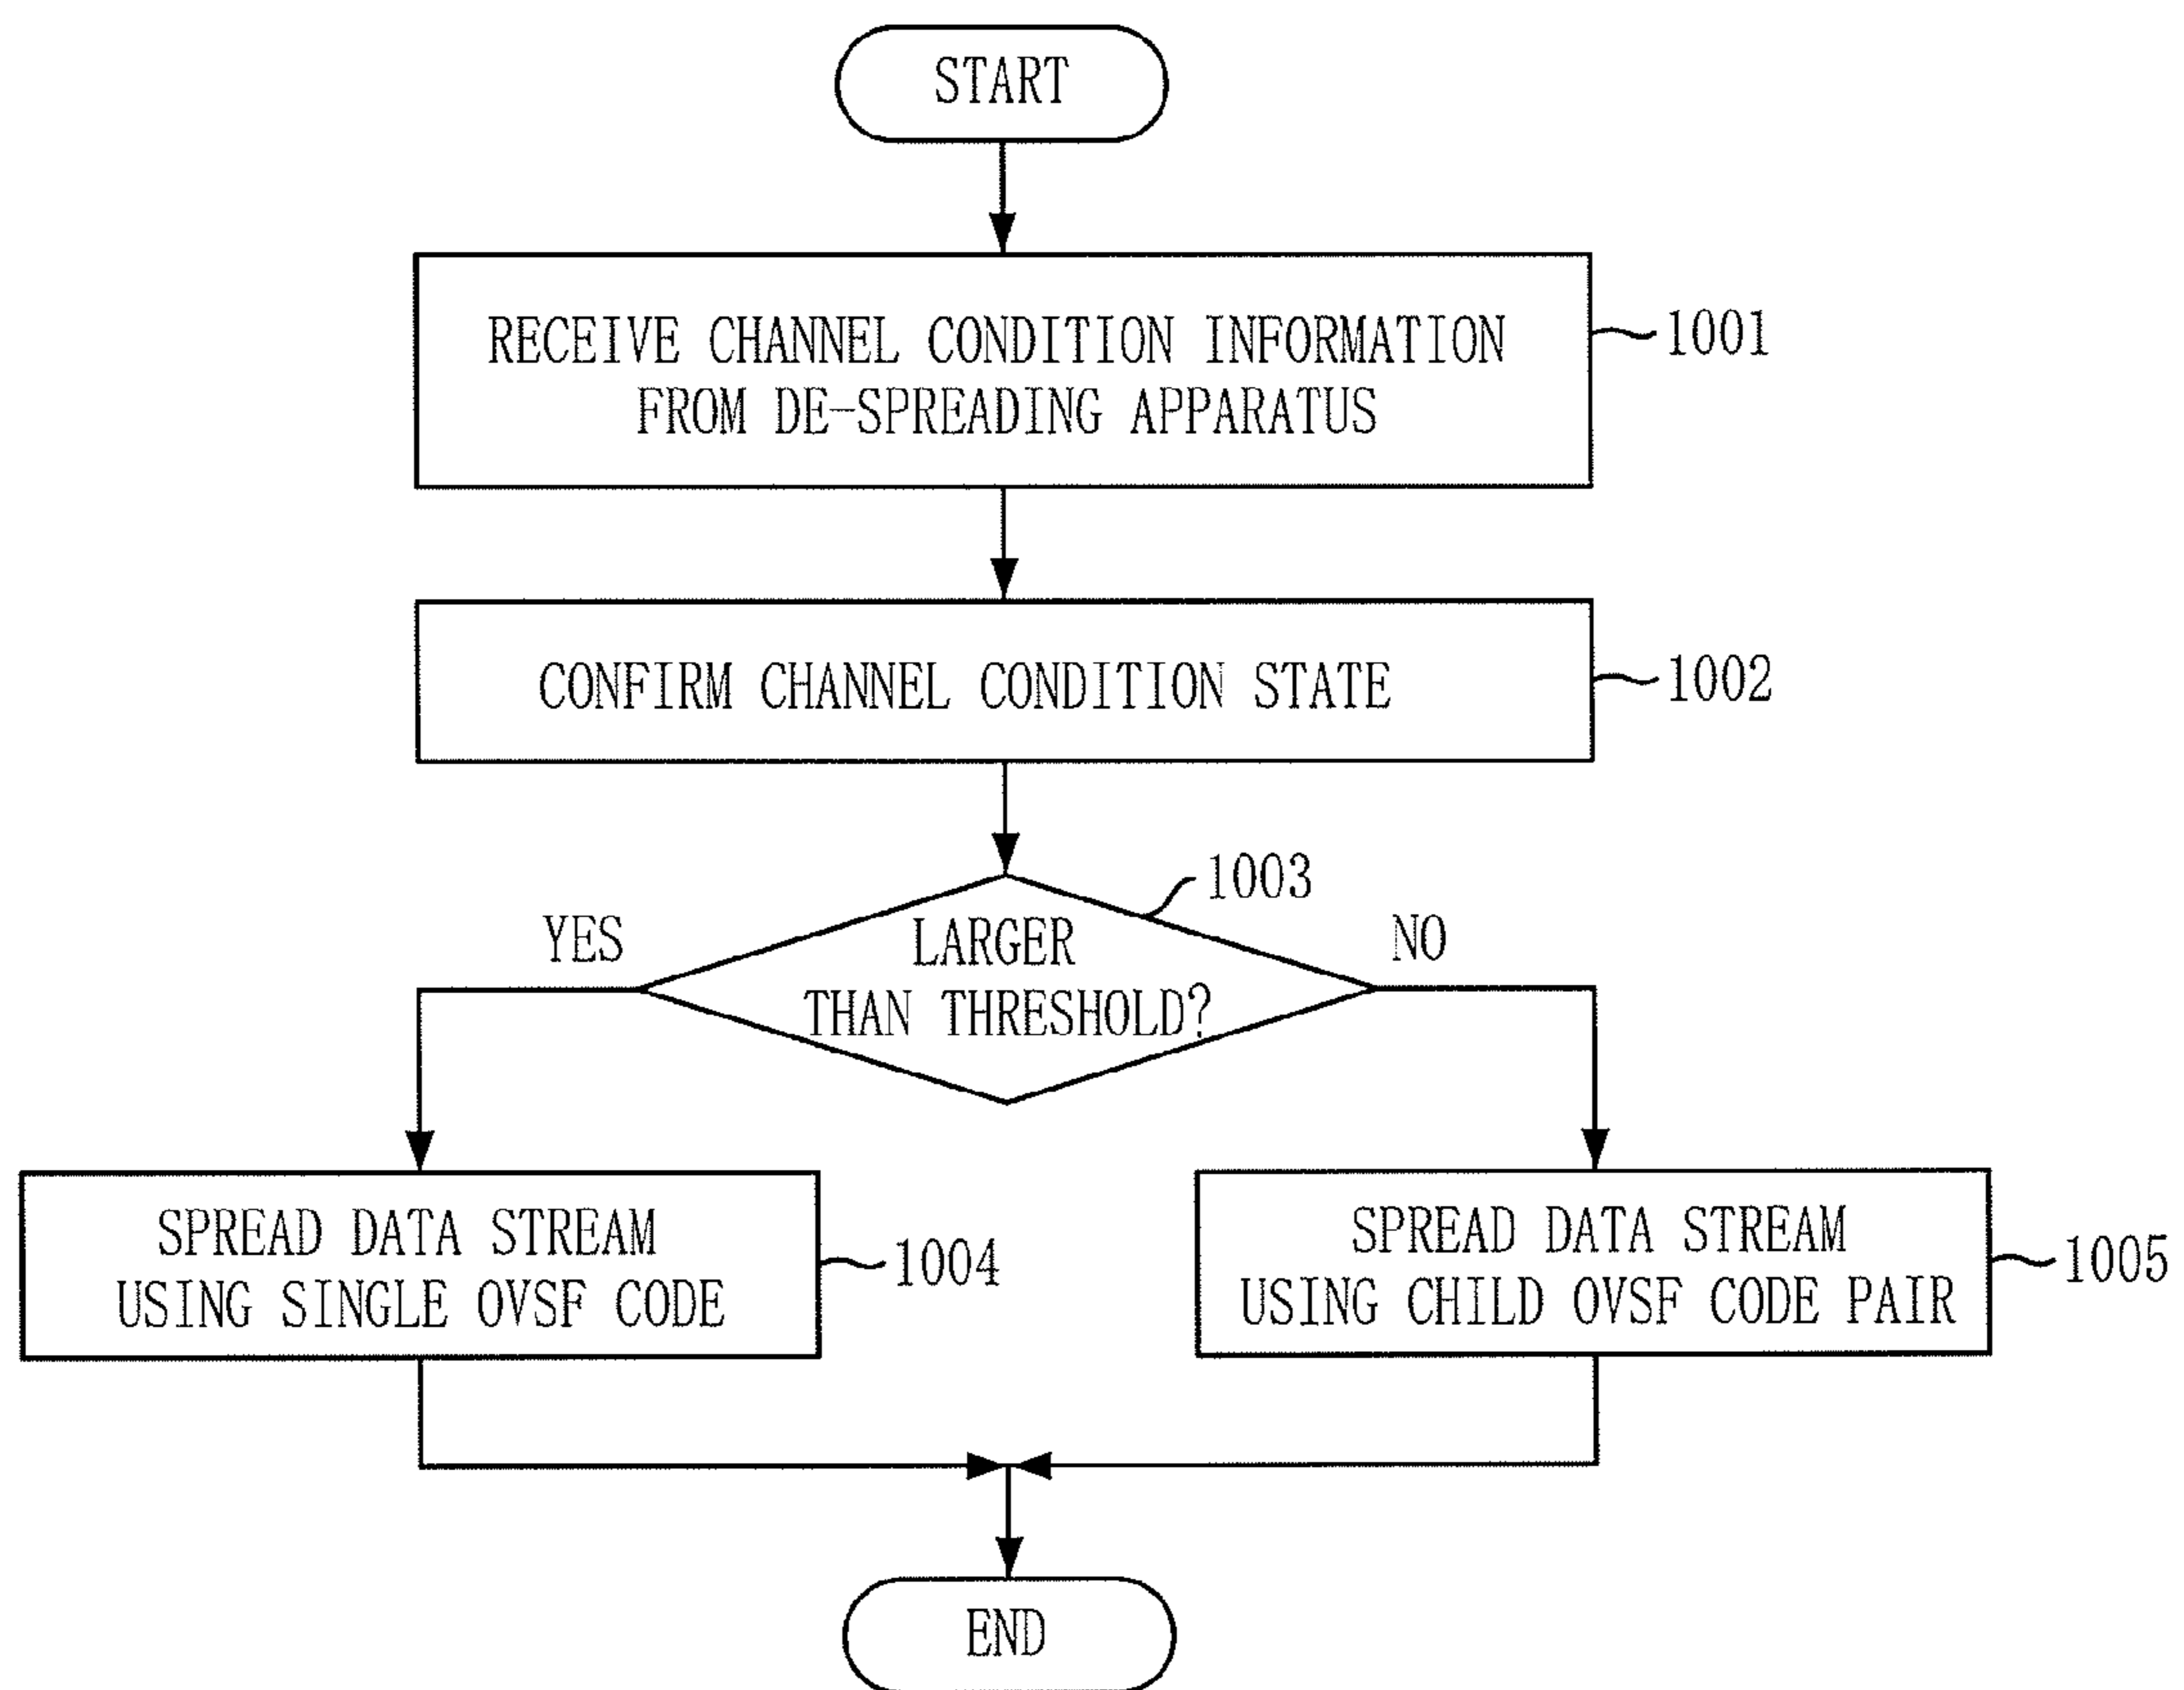 START
RECEIVE CHANNEL CONDITION INFORMATION
FROM DE-SPREADING APPARATUS
1001
CONFIRM CHANNEL CONDITION STATE
1002
1003
YES
LARGER
THAN THRESHOLD?
NO
SPREAD DATA STREAM
USING SINGLE OVSF CODE
1004
SPREAD DATA STREAM
USING CHILD OVSF CODE PAIR
1005
END